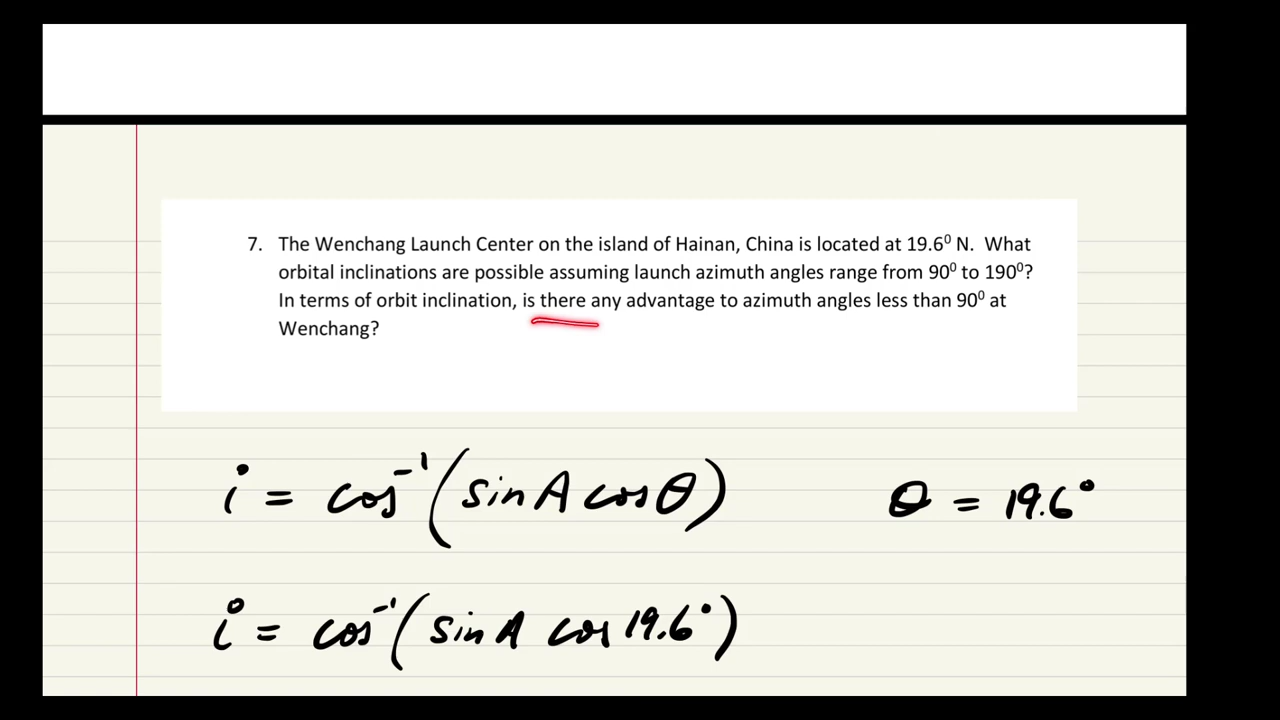 7. The Wenchang Launch Center on the island of Hainan, China is located at 19.6⁰ N. What
orbital inclinations are possible assuming launch azimuth angles range from 90⁰ to 190⁰?
In terms of orbit inclination, is there any advantage to azimuth angles less than 90⁰ at
Wenchang?
i = cos⁻¹(sin A cos θ) θ = 19.6°
i = cos⁻¹(sin A cos 19.6°)